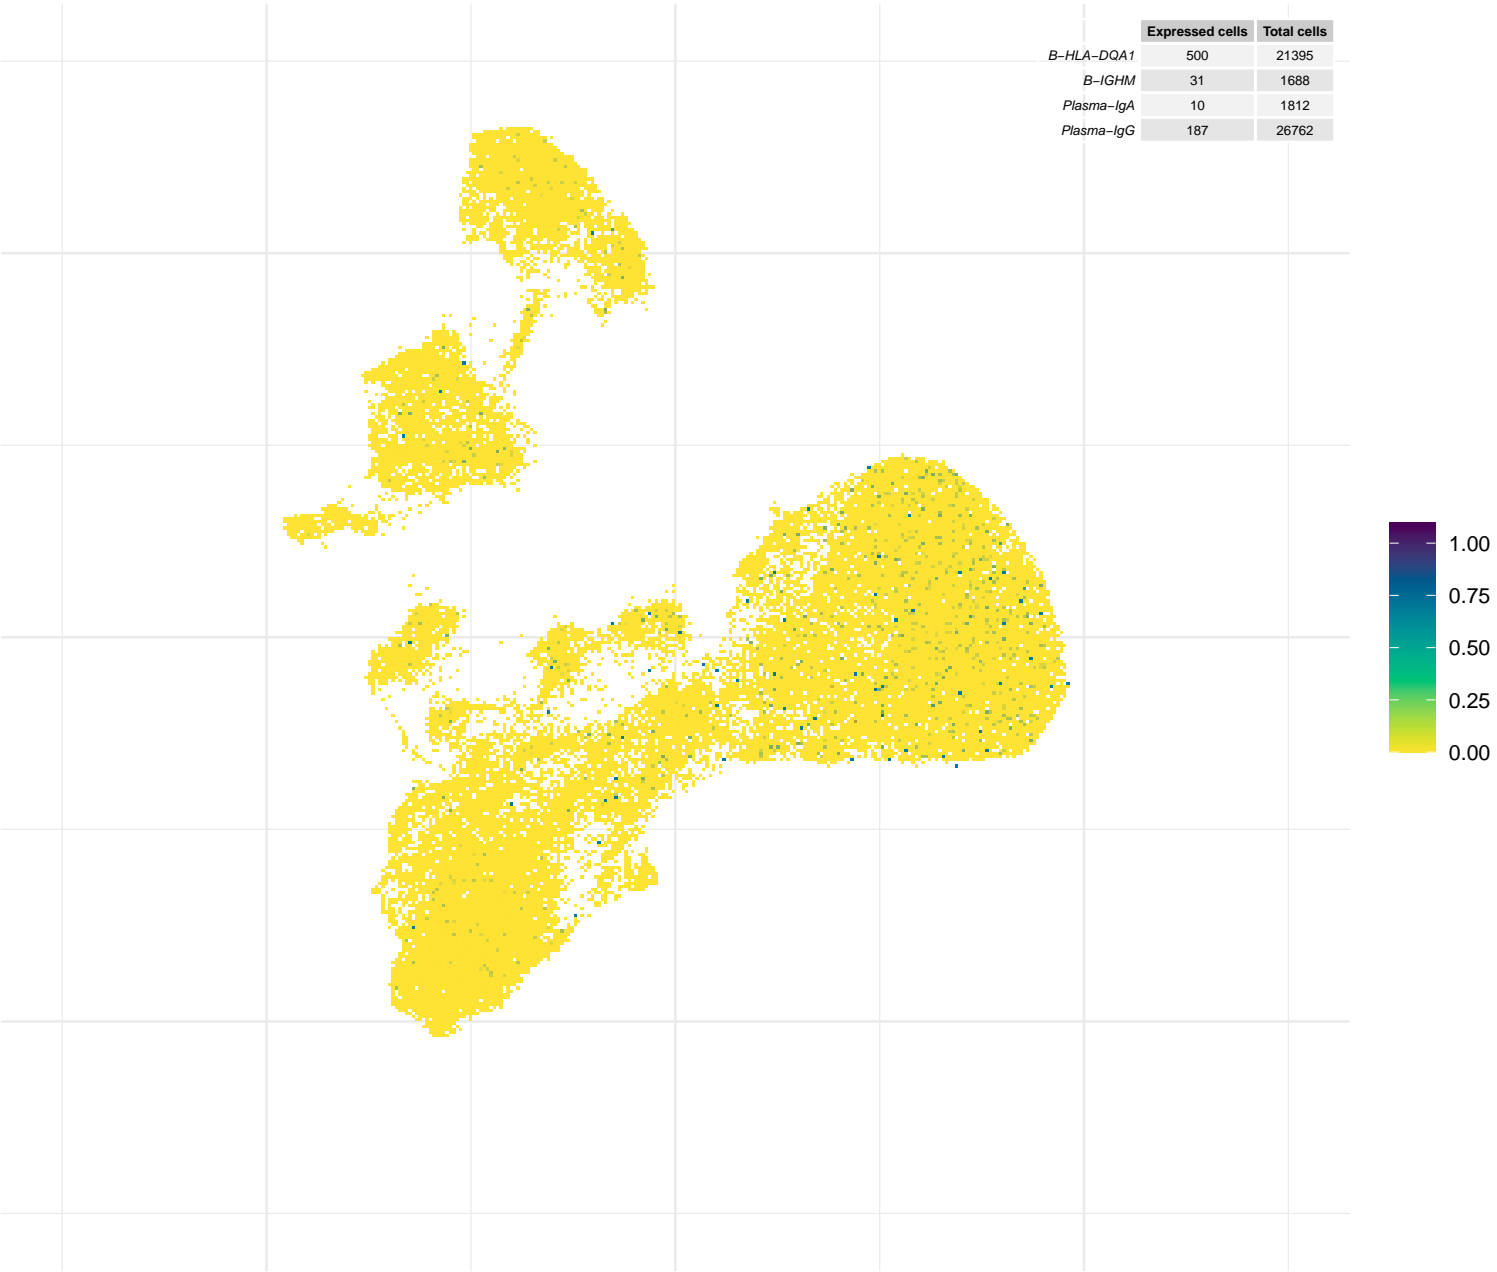 Expressed cells Total cells
B−HLA−DQA1 500 21395
B−IGHM 31 1688
Plasma−IgA 10 1812
Plasma−IgG 187 26762
1.00
0.75
0.50
0.25
0.00